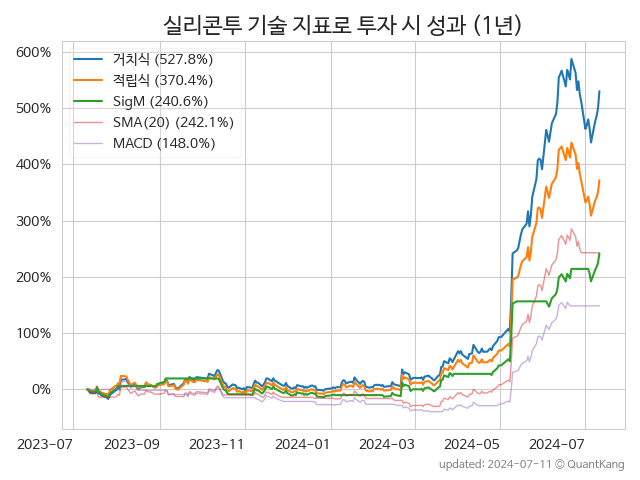 실리콘투 기술 지표로 투자 시 성과 (1년)
600%
500%
400%
300%
200%
100%
0%
거치식 (527.8%)
적립식 (370.4%)
SigM (240.6%)
SMA(20) (242.1%)
MACD (148.0%)
2023-07 2023-09 2023-11 2024-01 2024-03 2024-05 2024-07
updated: 2024-07-11 © QuantKang